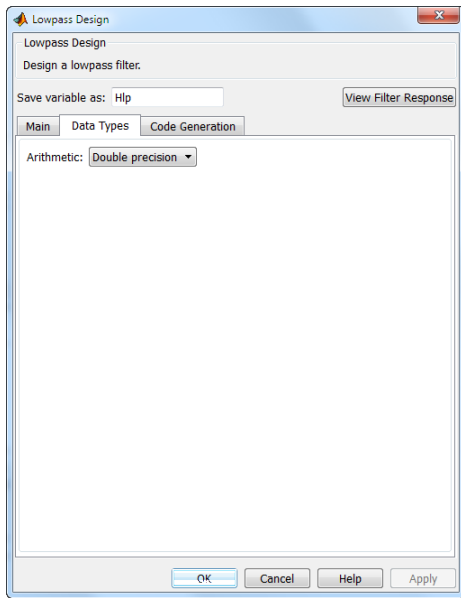 Lowpass Design
Lowpass Design
Design a lowpass filter.
Save variable as: Hlp View Filter Response
Main Data Types Code Generation
Arithmetic: Double precision
OK Cancel Help Apply